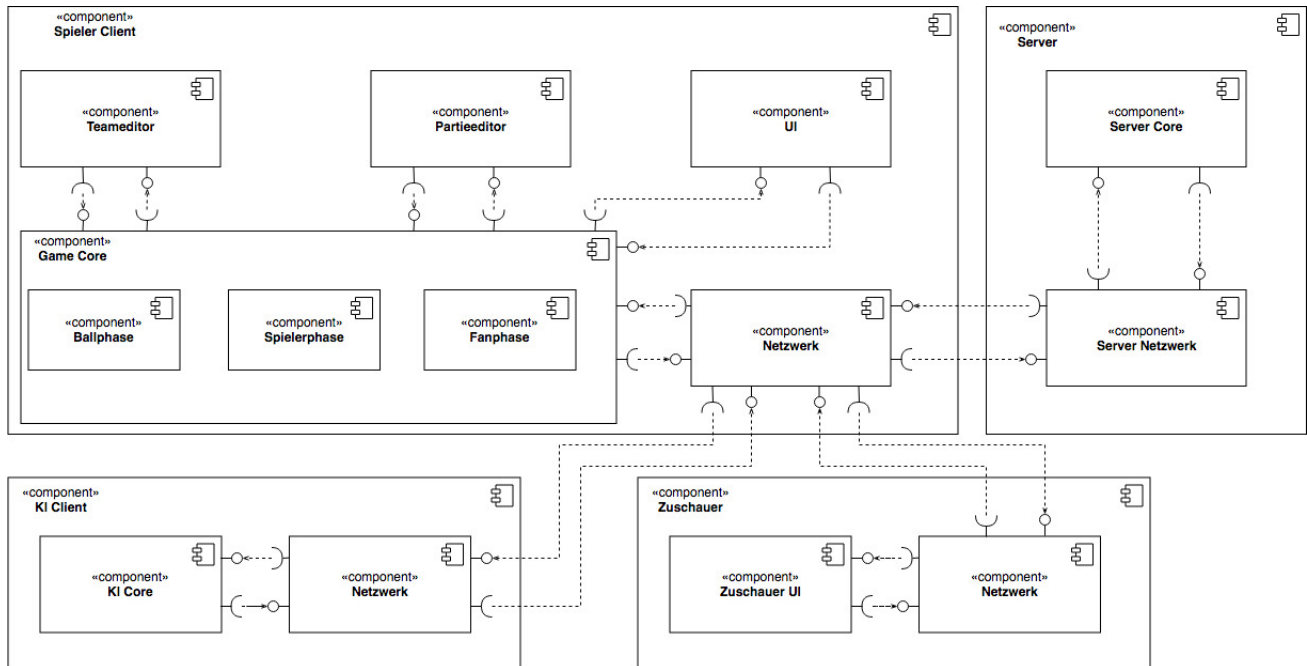 «component»
Spieler Client
«component»
Server
«component»
Teameditor
«component»
Partieeditor
«component»
UI
«component»
Server Core
«component»
Game Core
«component»
Ballphase
«component»
Spielerphase
«component»
Fanphase
«component»
Netzwerk
«component»
Server Netzwerk
«component»
KI Client
«component»
Zuschauer
«component»
KI Core
«component»
Netzwerk
«component»
Zuschauer UI
«component»
Netzwerk